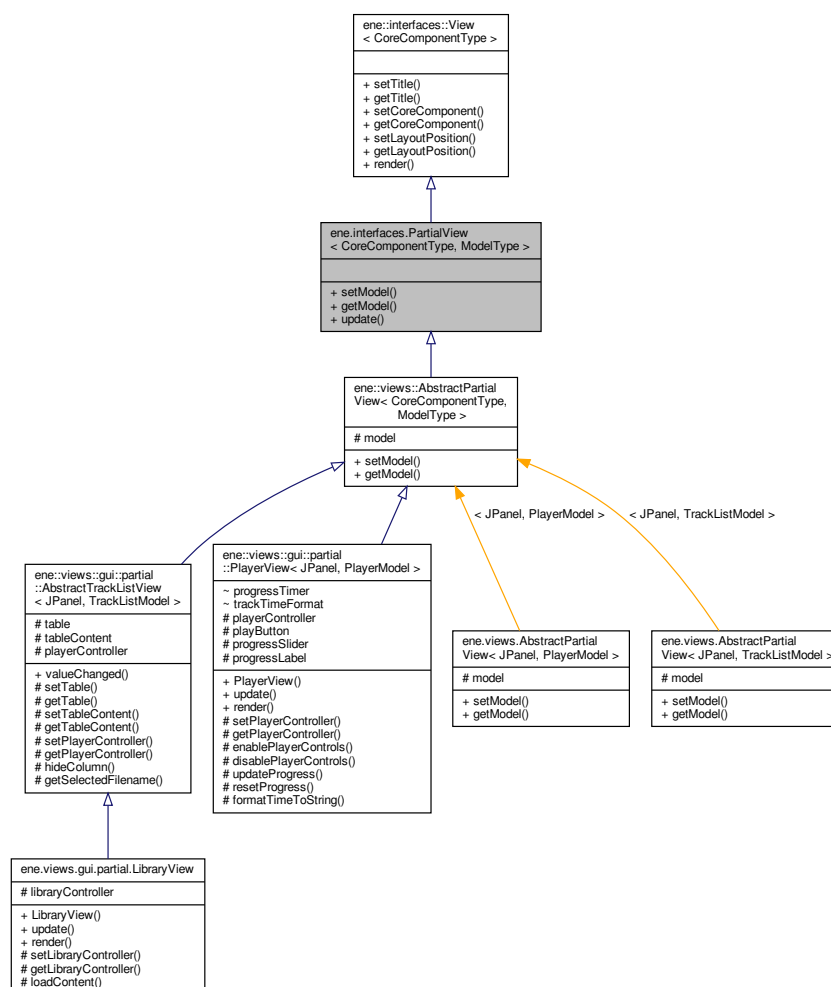 ene::interfaces::View
< CoreComponentType >
+ setTitle()
+ getTitle()
+ setCoreComponent()
+ getCoreComponent()
+ setLayoutPosition()
+ getLayoutPosition()
+ render()
ene.interfaces.PartialView
< CoreComponentType, ModelType >
+ setModel()
+ getModel()
+ update()
ene::views::AbstractPartial
View< CoreComponentType,
ModelType >
# model
+ setModel()
+ getModel()
< JPanel, PlayerModel >
< JPanel, TrackListModel >
ene::views::gui::partial
::AbstractTrackListView
< JPanel, TrackListModel >
# table
# tableContent
# playerController
+ valueChanged()
# setTable()
# getTable()
# setTableContent()
# getTableContent()
# setPlayerController()
# getPlayerController()
# hideColumn()
# getSelectedFilename()
ene::views::gui::partial
::PlayerView< JPanel, PlayerModel >
~ progressTimer
~ trackTimeFormat
# playerController
# playButton
# progressSlider
# progressLabel
+ PlayerView()
+ update()
+ render()
# setPlayerController()
# getPlayerController()
# enablePlayerControls()
# disablePlayerControls()
# updateProgress()
# resetProgress()
# formatTimeToString()
ene.views.AbstractPartial
View< JPanel, PlayerModel >
# model
+ setModel()
+ getModel()
ene.views.AbstractPartial
View< JPanel, TrackListModel >
# model
+ setModel()
+ getModel()
ene.views.gui.partial.LibraryView
# libraryController
+ LibraryView()
+ update()
+ render()
# setLibraryController()
# getLibraryController()
# loadContent()